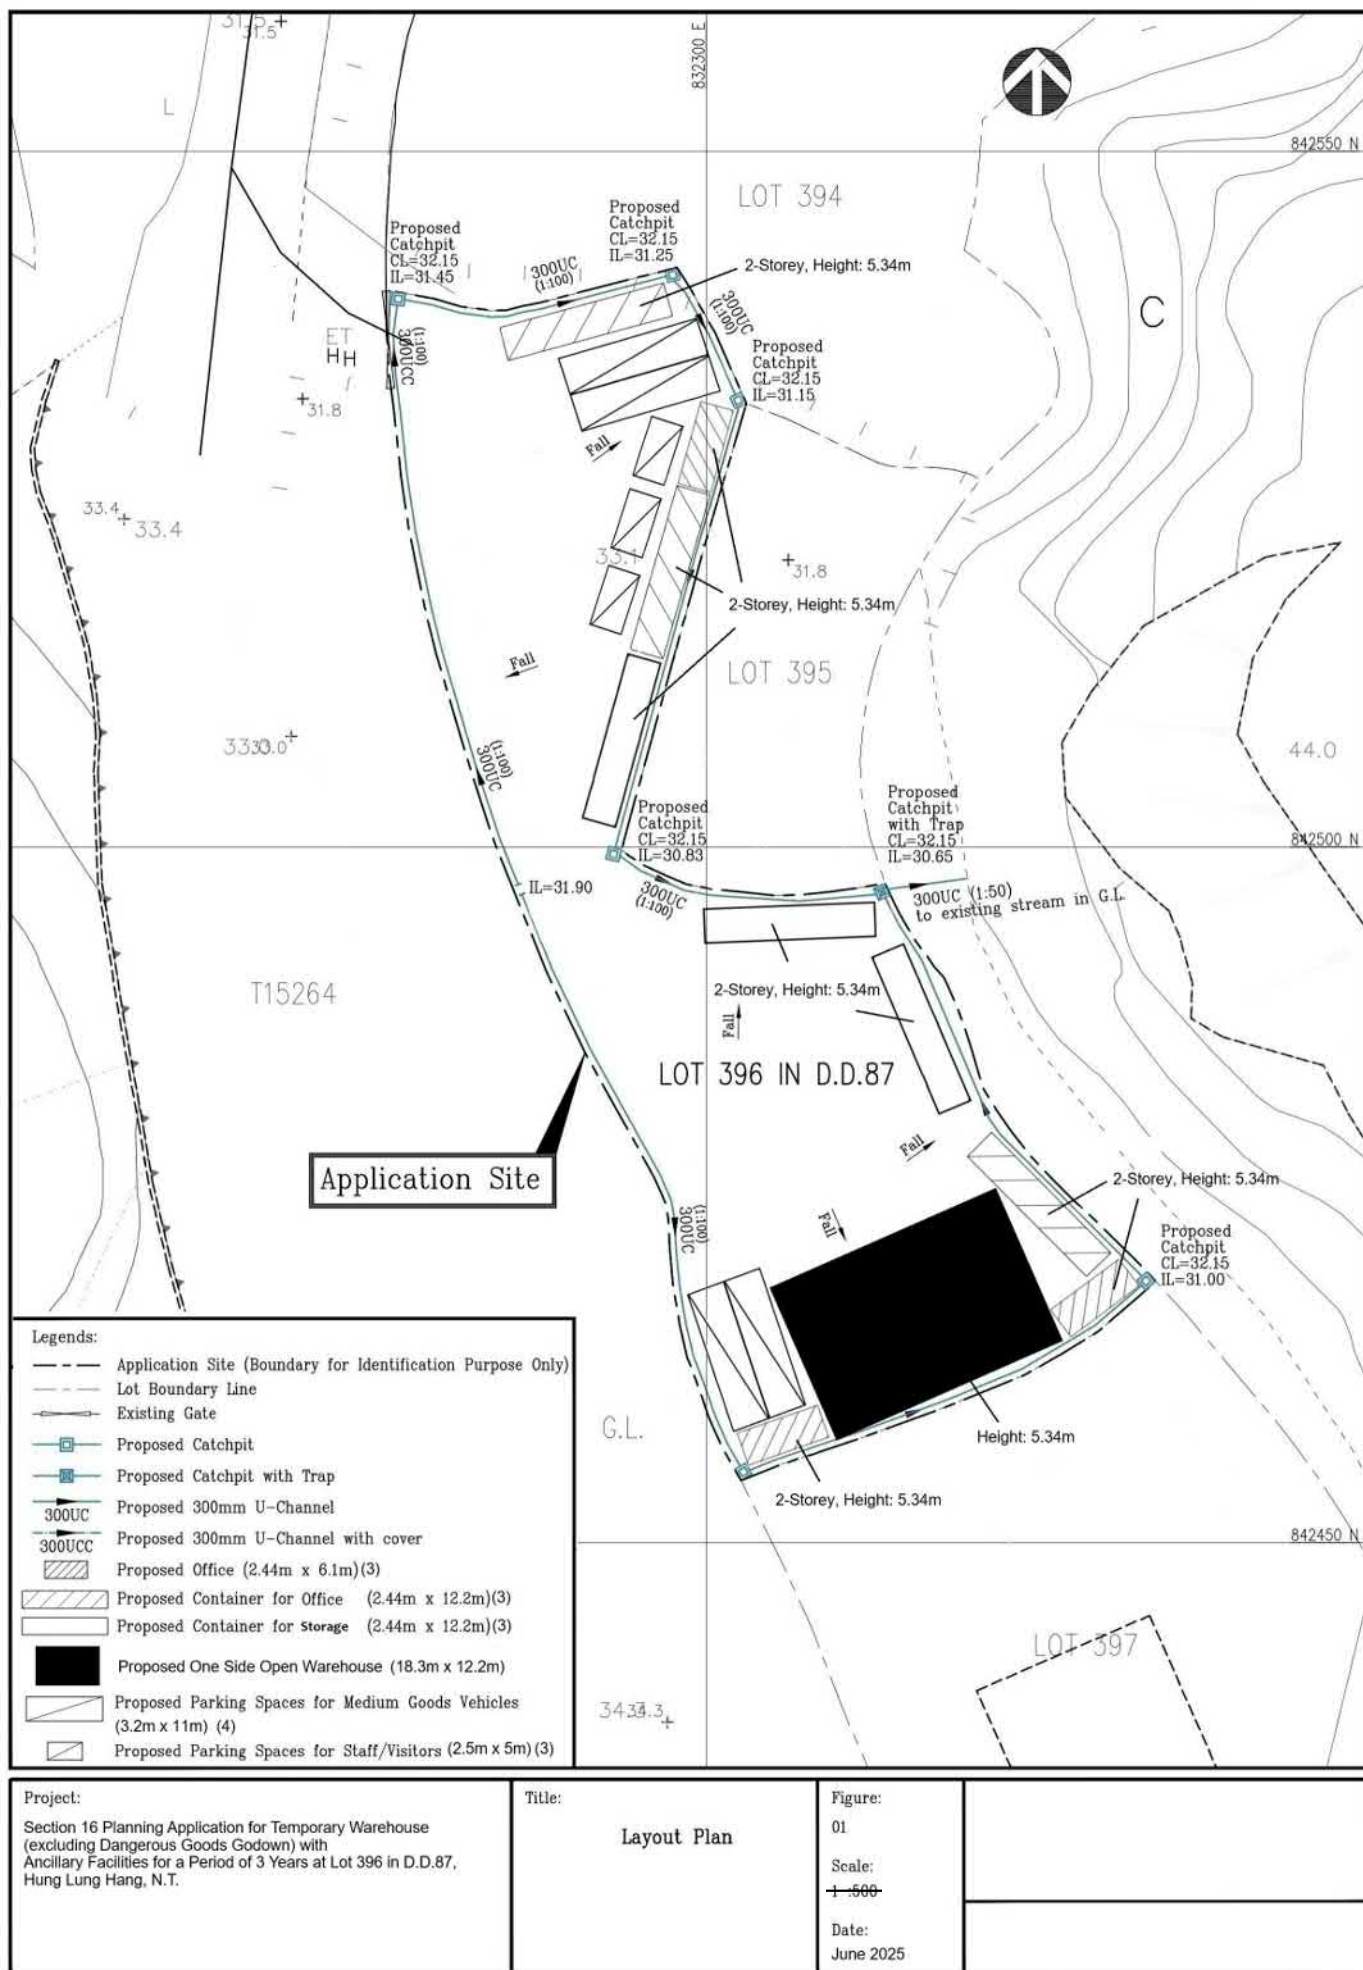 31.5
31.5
832300 E
842550 N
L
LOT 394
Proposed
Catchpit
CL=32.15
IL=31.45
Proposed
Catchpit
CL=32.15
IL=31.25
300UC
(1:100)
2-Storey, Height: 5.34m
300UC
(1:100)
C
ET
HH
(1:100)
300UCC
Proposed
Catchpit
CL=32.15
IL=31.15
31.8
Fall
33.4
33.4
33.1
31.8
2-Storey, Height: 5.34m
Fall
LOT 395
33.0
33.0
44.0
(1:100)
300UC
Proposed
Catchpit
CL=32.15
IL=30.83
Proposed
Catchpit
with Trap
CL=32.15
IL=30.65
842500 N
IL=31.90
300UC
(1:100)
300UC (1:50)
to existing stream in G.L.
T15264
2-Storey, Height: 5.34m
Fall
LOT 396 IN D.D.87
Fall
Application Site
2-Storey, Height: 5.34m
(1:100)
300UC
Fall
Proposed
Catchpit
CL=32.15
IL=31.00
G.L.
Height: 5.34m
2-Storey, Height: 5.34m
842450 N
LOT 397
34.3
Legends:
Application Site (Boundary for Identification Purpose Only)
Lot Boundary Line
Existing Gate
Proposed Catchpit
Proposed Catchpit with Trap
300UC Proposed 300mm U-Channel
300UCC Proposed 300mm U-Channel with cover
Proposed Office (2.44m x 6.1m)(3)
Proposed Container for Office (2.44m x 12.2m)(3)
Proposed Container for Storage (2.44m x 12.2m)(3)
Proposed One Side Open Warehouse (18.3m x 12.2m)
Proposed Parking Spaces for Medium Goods Vehicles
(3.2m x 11m) (4)
Proposed Parking Spaces for Staff/Visitors (2.5m x 5m) (3)
Project:
Section 16 Planning Application for Temporary Warehouse
(excluding Dangerous Goods Godown) with
Ancillary Facilities for a Period of 3 Years at Lot 396 in D.D.87,
Hung Lung Hang, N.T.
Title:
Layout Plan
Figure:
01
Scale:
1 :500
Date:
June 2025